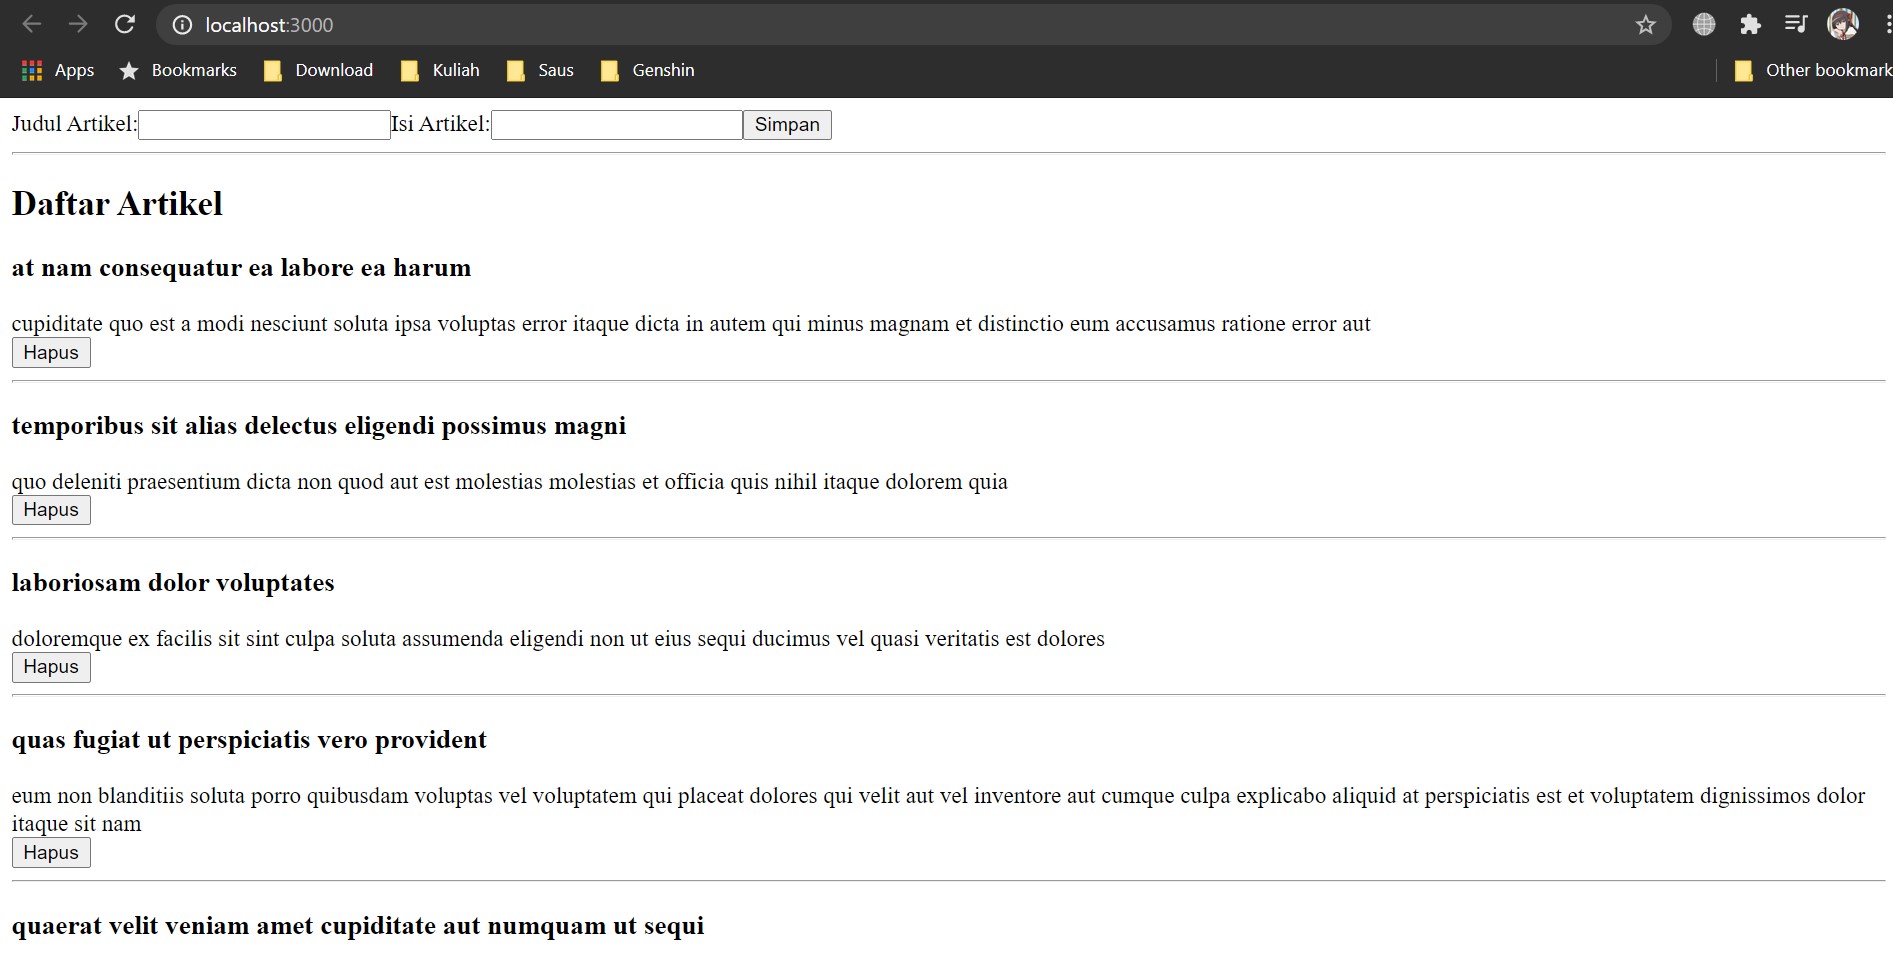 localhost:3000
Apps Bookmarks Download Kuliah Saus Genshin Other bookmark
Judul Artikel: Isi Artikel: Simpan
Daftar Artikel
at nam consequatur ea labore ea harum
cupiditate quo est a modi nesciunt soluta ipsa voluptas error itaque dicta in autem qui minus magnam et distinctio eum accusamus ratione error aut
Hapus
temporibus sit alias delectus eligendi possimus magni
quo deleniti praesentium dicta non quod aut est molestias molestias et officia quis nihil itaque dolorem quia
Hapus
laboriosam dolor voluptates
doloremque ex facilis sit sint culpa soluta assumenda eligendi non ut eius sequi ducimus vel quasi veritatis est dolores
Hapus
quas fugiat ut perspiciatis vero provident
eum non blanditiis soluta porro quibusdam voluptas vel voluptatem qui placeat dolores qui velit aut vel inventore aut cumque culpa explicabo aliquid at perspiciatis est et voluptatem dignissimos dolor
itaque sit nam
Hapus
quaerat velit veniam amet cupiditate aut numquam ut sequi